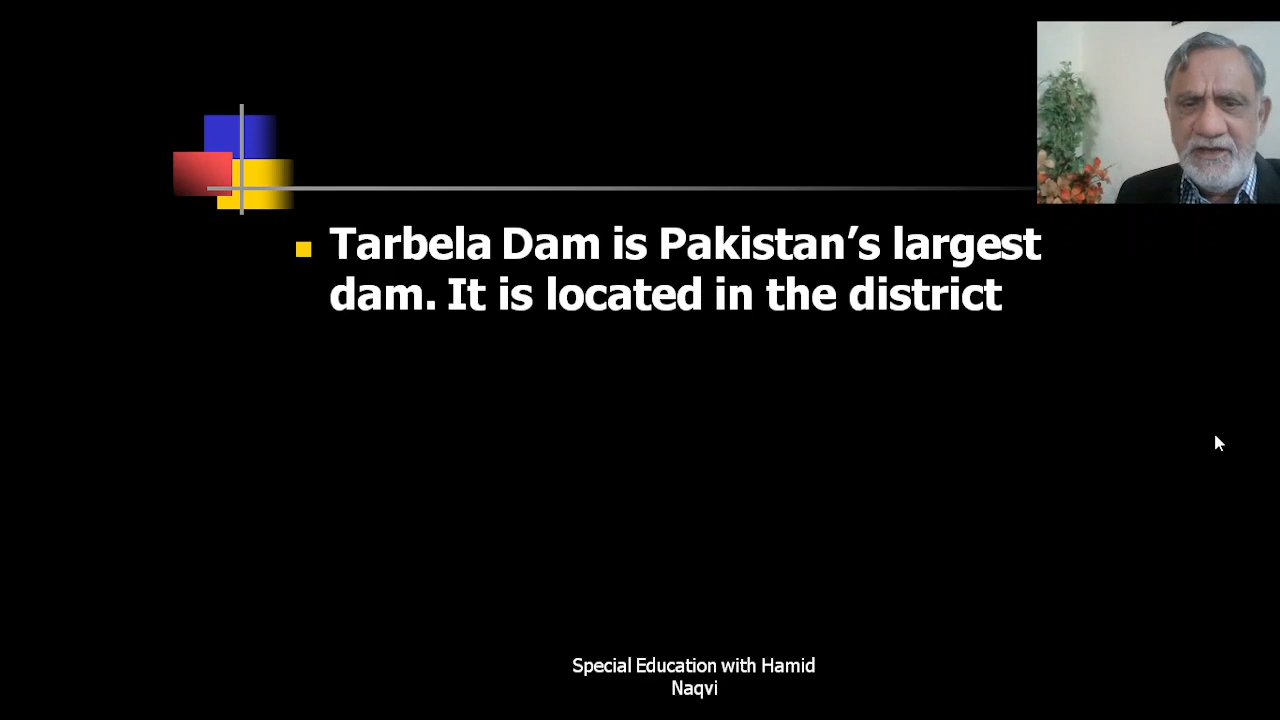 Tarbela Dam is Pakistan’s largest
dam. It is located in the district
Special Education with Hamid
Naqvi